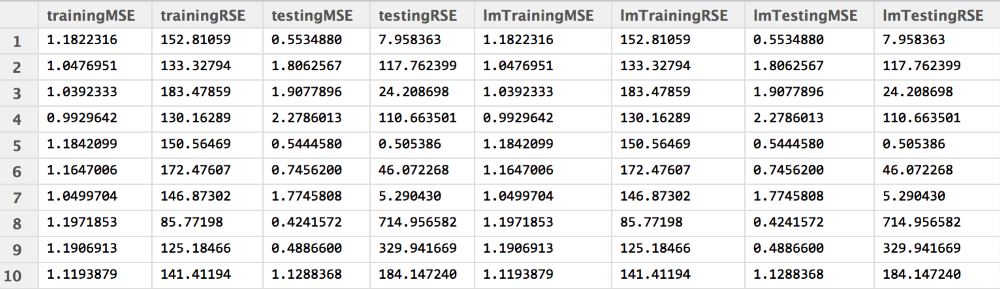 trainingMSE trainingRSE testingMSE testingRSE lmTrainingMSE lmTrainingRSE lmTestingMSE lmTestingRSE
1 1.1822316 152.81059 0.5534880 7.958363 1.1822316 152.81059 0.5534880 7.958363
2 1.0476951 133.32794 1.8062567 117.762399 1.0476951 133.32794 1.8062567 117.762399
3 1.0392333 183.47859 1.9077896 24.208698 1.0392333 183.47859 1.9077896 24.208698
4 0.9929642 130.16289 2.2786013 110.663501 0.9929642 130.16289 2.2786013 110.663501
5 1.1842099 150.56469 0.5444580 0.505386 1.1842099 150.56469 0.5444580 0.505386
6 1.1647006 172.47607 0.7456200 46.072268 1.1647006 172.47607 0.7456200 46.072268
7 1.0499704 146.87302 1.7745808 5.290430 1.0499704 146.87302 1.7745808 5.290430
8 1.1971853 85.77198 0.4241572 714.956582 1.1971853 85.77198 0.4241572 714.956582
9 1.1906913 125.18466 0.4886600 329.941669 1.1906913 125.18466 0.4886600 329.941669
10 1.1193879 141.41194 1.1288368 184.147240 1.1193879 141.41194 1.1288368 184.147240